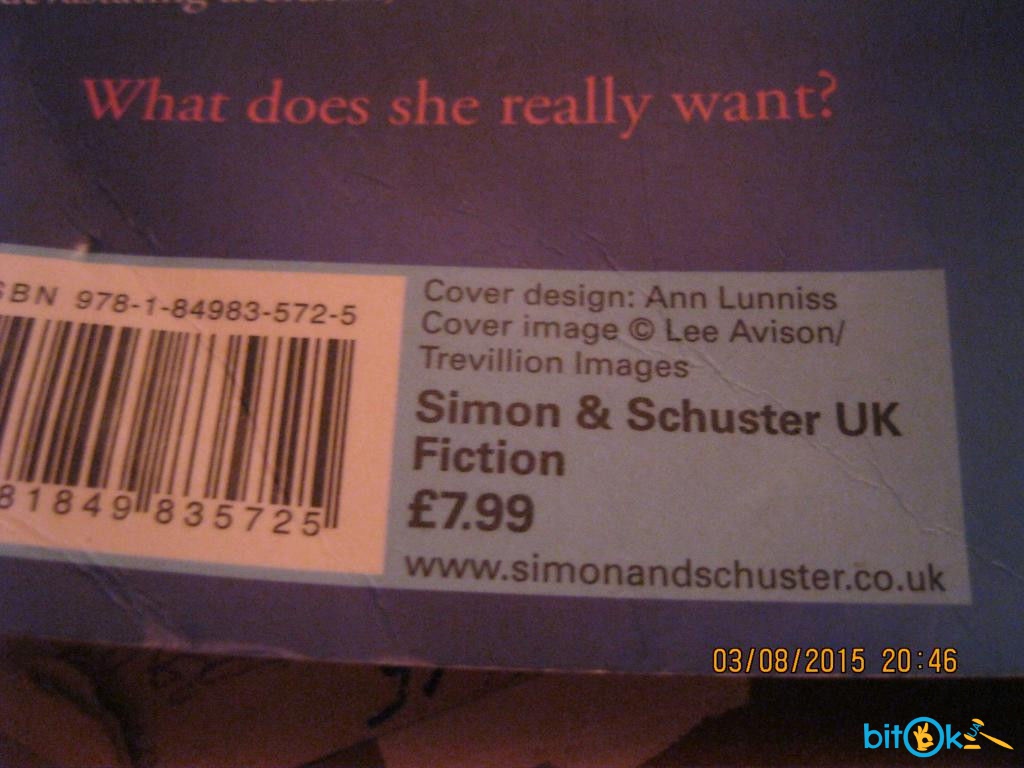 What does she really want?
ISBN 978-1-84983-572-5
81849 835725
Cover design: Ann Lunniss
Cover image © Lee Avison/
Trevillion Images
Simon & Schuster UK
Fiction
£7.99
www.simonandschuster.co.uk
03/08/2015 20:46
bitOk UA